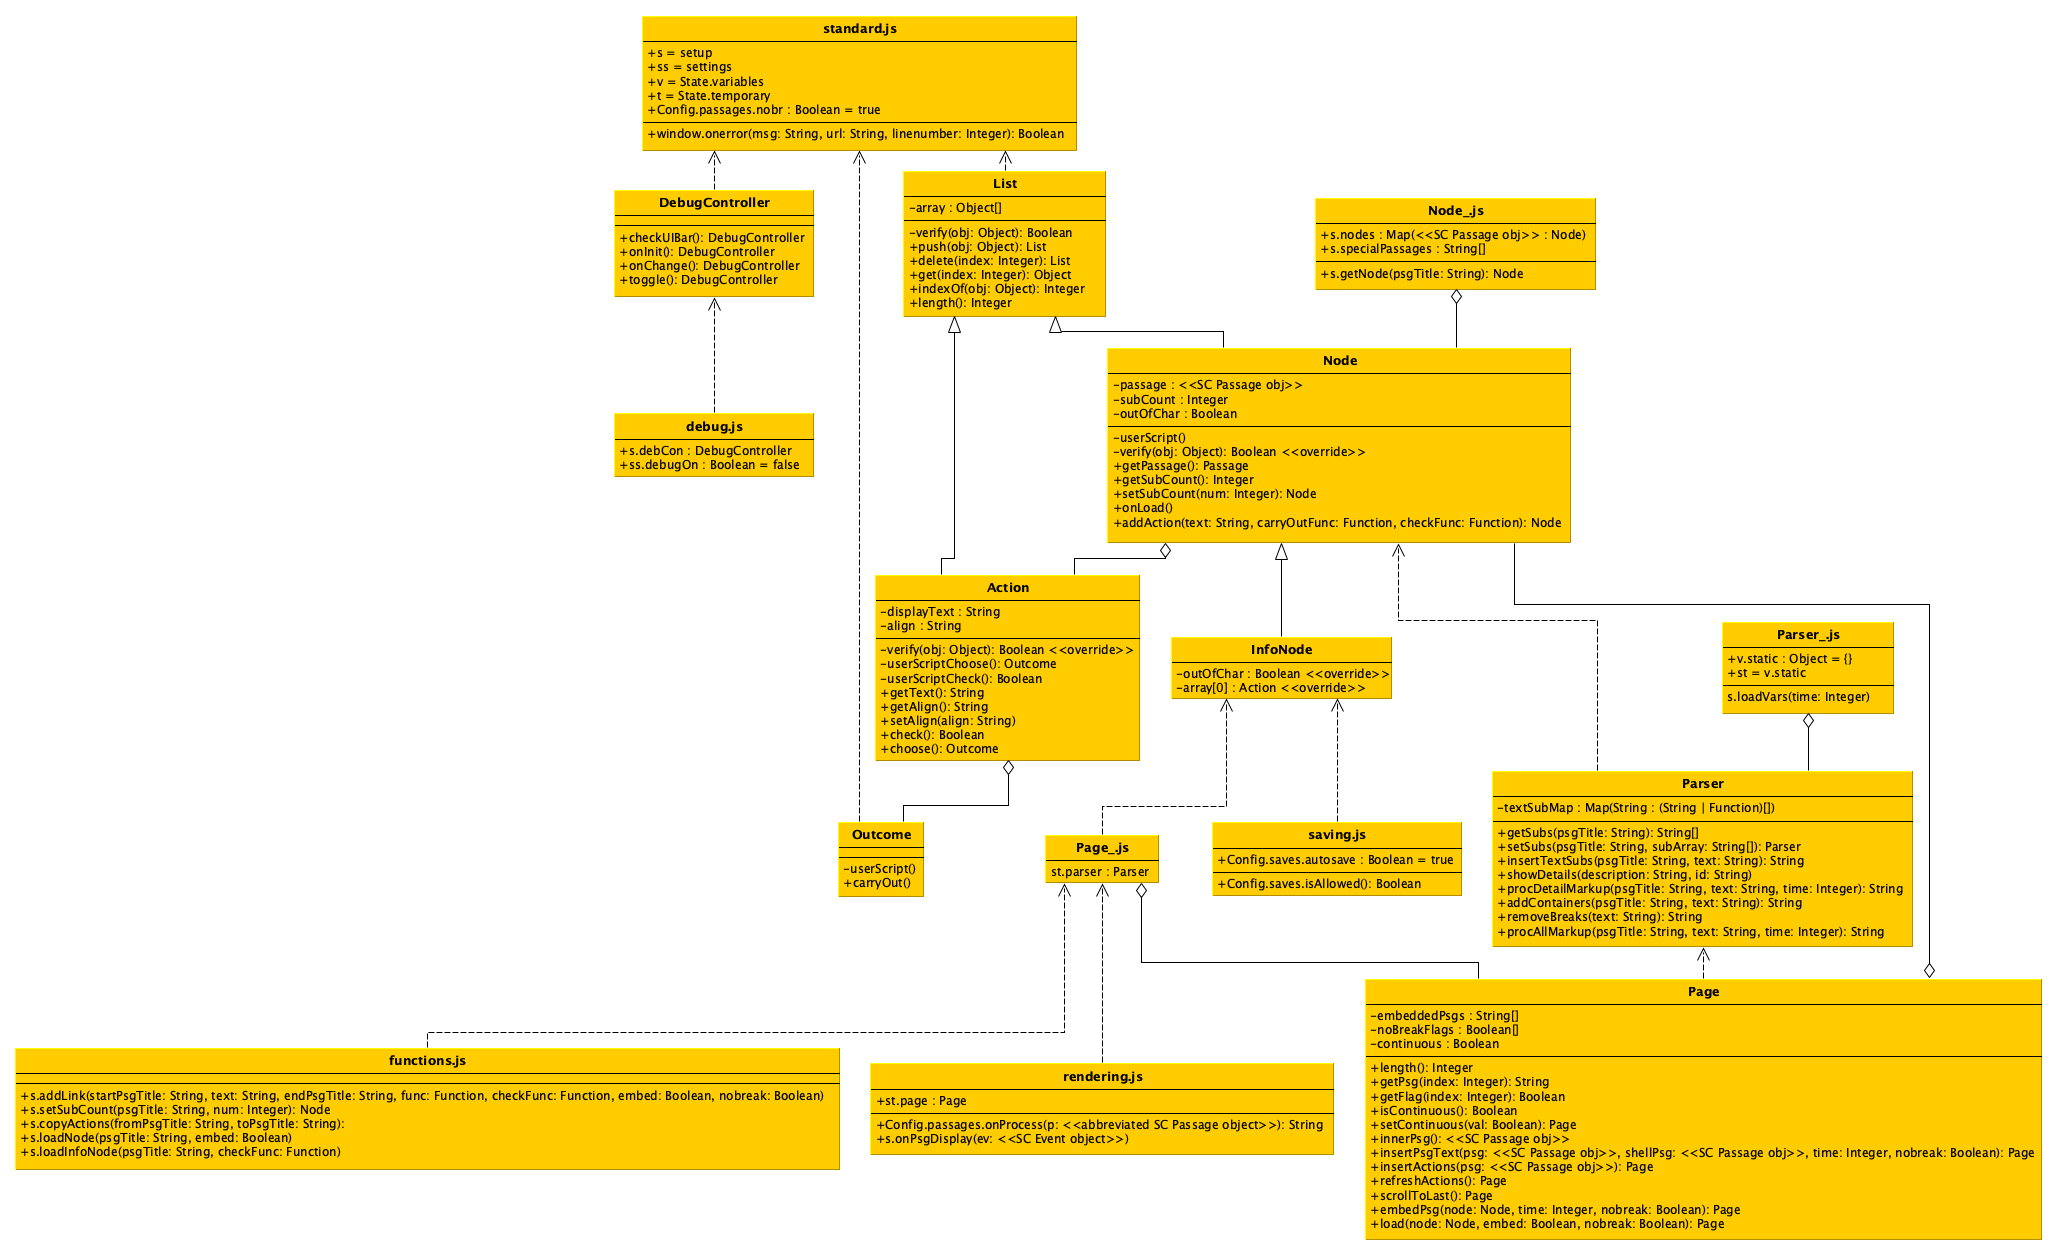 standard.js
+s = setup
+ss = settings
+v = State.variables
+t = State.temporary
+Config.passages.nobr : Boolean = true
+window.onerror(msg: String, url: String, linenumber: Integer): Boolean
DebugController
+checkUIBar(): DebugController
+onInit(): DebugController
+onChange(): DebugController
+toggle(): DebugController
List
-array : Object[]
-verify(obj: Object): Boolean
+push(obj: Object): List
+delete(index: Integer): List
+get(index: Integer): Object
+indexOf(obj: Object): Integer
+length(): Integer
Node_.js
+s.nodes : Map(<<SC Passage obj>> : Node)
+s.specialPassages : String[]
+s.getNode(psgTitle: String): Node
Node
-passage : <<SC Passage obj>>
-subCount : Integer
-outOfChar : Boolean
-userScript()
-verify(obj: Object): Boolean <<override>>
+getPassage(): Passage
+getSubCount(): Integer
+setSubCount(num: Integer): Node
+onLoad()
+addAction(text: String, carryOutFunc: Function, checkFunc: Function): Node
debug.js
+s.debCon : DebugController
+ss.debugOn : Boolean = false
Action
-displayText : String
-align : String
-verify(obj: Object): Boolean <<override>>
-userScriptChoose(): Outcome
-userScriptCheck(): Boolean
+getText(): String
+getAlign(): String
+setAlign(align: String)
+check(): Boolean
+choose(): Outcome
InfoNode
-outOfChar : Boolean <<override>>
-array[0] : Action <<override>>
Parser_.js
+v.static : Object = {}
+st = v.static
s.loadVars(time: Integer)
Parser
-textSubMap : Map(String : (String | Function)[])
+getSubs(psgTitle: String): String[]
+setSubs(psgTitle: String, subArray: String[]): Parser
+insertTextSubs(psgTitle: String, text: String): String
+showDetails(description: String, id: String)
+procDetailMarkup(psgTitle: String, text: String, time: Integer): String
+addContainers(psgTitle: String, text: String): String
+removeBreaks(text: String): String
+procAllMarkup(psgTitle: String, text: String, time: Integer): String
Outcome
-userScript()
+carryOut()
Page_.js
st.parser : Parser
saving.js
+Config.saves.autosave : Boolean = true
+Config.saves.isAllowed(): Boolean
Page
-embeddedPsgs : String[]
-noBreakFlags : Boolean[]
-continuous : Boolean
+length(): Integer
+getPsg(index: Integer): String
+getFlag(index: Integer): Boolean
+isContinuous(): Boolean
+setContinuous(val: Boolean): Page
+innerPsg(): <<SC Passage obj>>
+insertPsgText(psg: <<SC Passage obj>>, shellPsg: <<SC Passage obj>>, time: Integer, nobreak: Boolean): Page
+insertActions(psg: <<SC Passage obj>>): Page
+refreshActions(): Page
+scrollToLast(): Page
+embedPsg(node: Node, time: Integer, nobreak: Boolean): Page
+load(node: Node, embed: Boolean, nobreak: Boolean): Page
functions.js
+s.addLink(startPsgTitle: String, text: String, endPsgTitle: String, func: Function, checkFunc: Function, embed: Boolean, nobreak: Boolean)
+s.setSubCount(psgTitle: String, num: Integer): Node
+s.copyActions(fromPsgTitle: String, toPsgTitle: String):
+s.loadNode(psgTitle: String, embed: Boolean)
+s.loadInfoNode(psgTitle: String, checkFunc: Function)
rendering.js
+st.page : Page
+Config.passages.onProcess(p: <<abbreviated SC Passage object>>): String
+s.onPsgDisplay(ev: <<SC Event object>>)